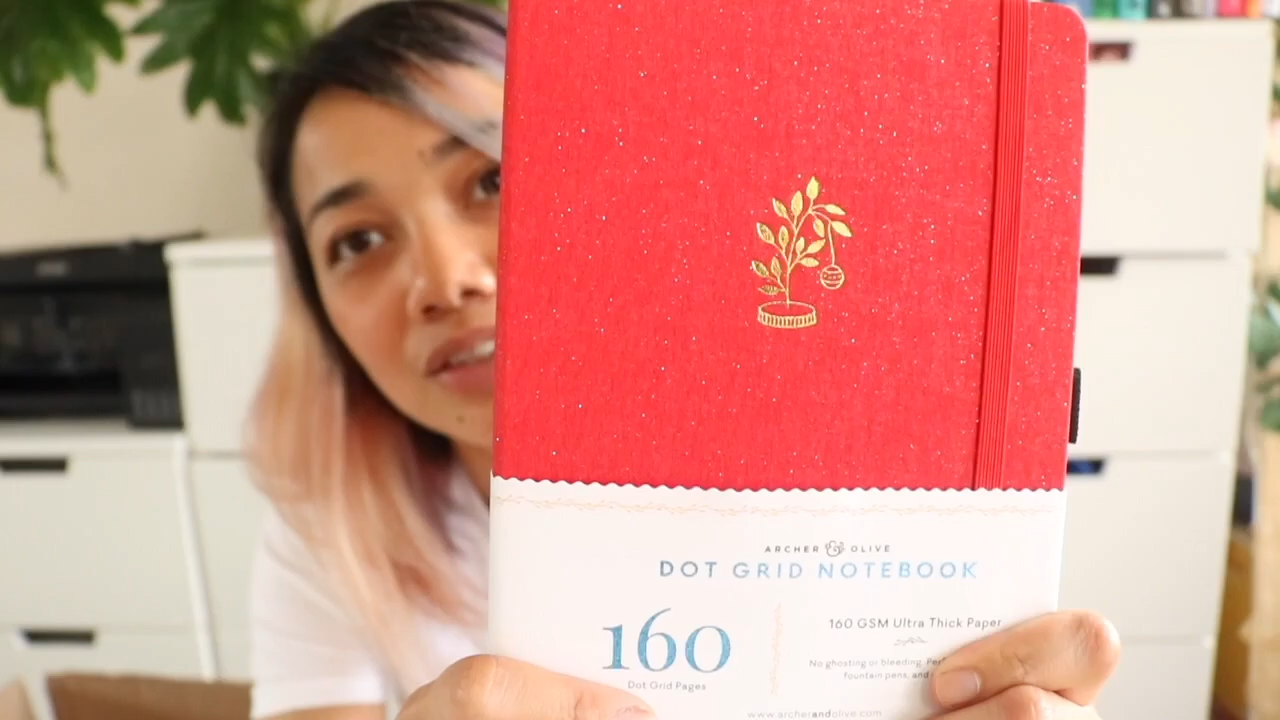 ARCHER & OLIVE
DOT GRID NOTEBOOK
160
Dot Grid Pages
160 GSM Ultra Thick Paper
No ghosting or bleeding.
fountain pens, and
www.archerandolive.com